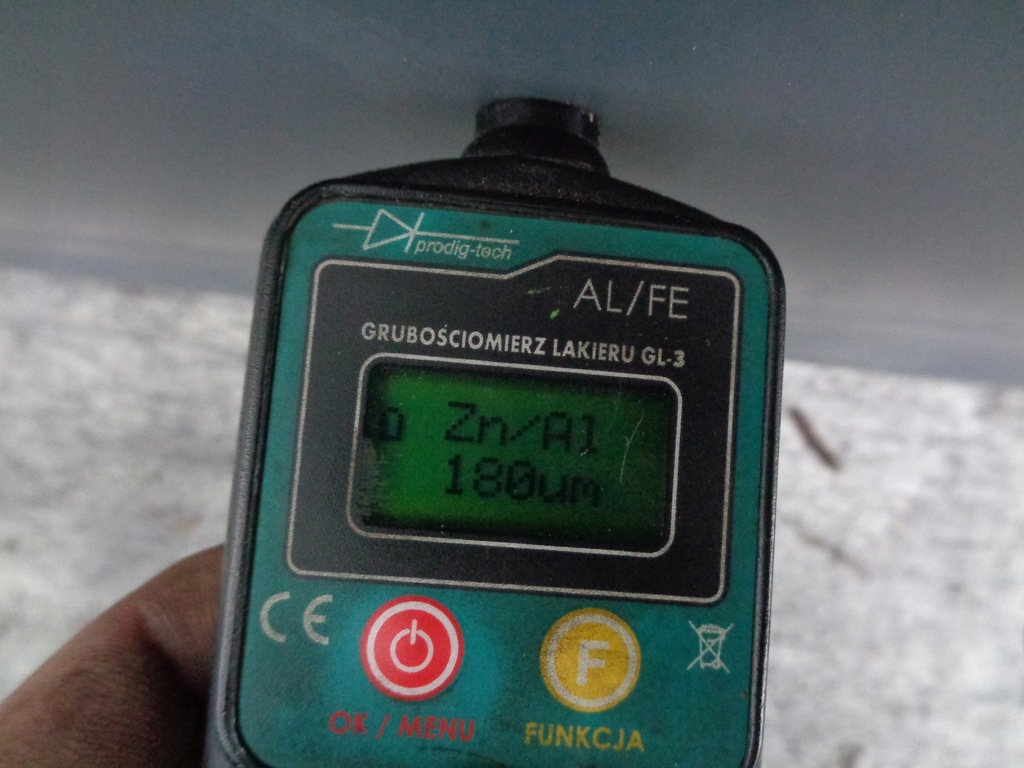 prodig-tech
AL/FE
GRUBOŚCIOMIERZ LAKIERU GL-3
Zn/Al
180um
CE
F
OK / MENU
FUNKCJA